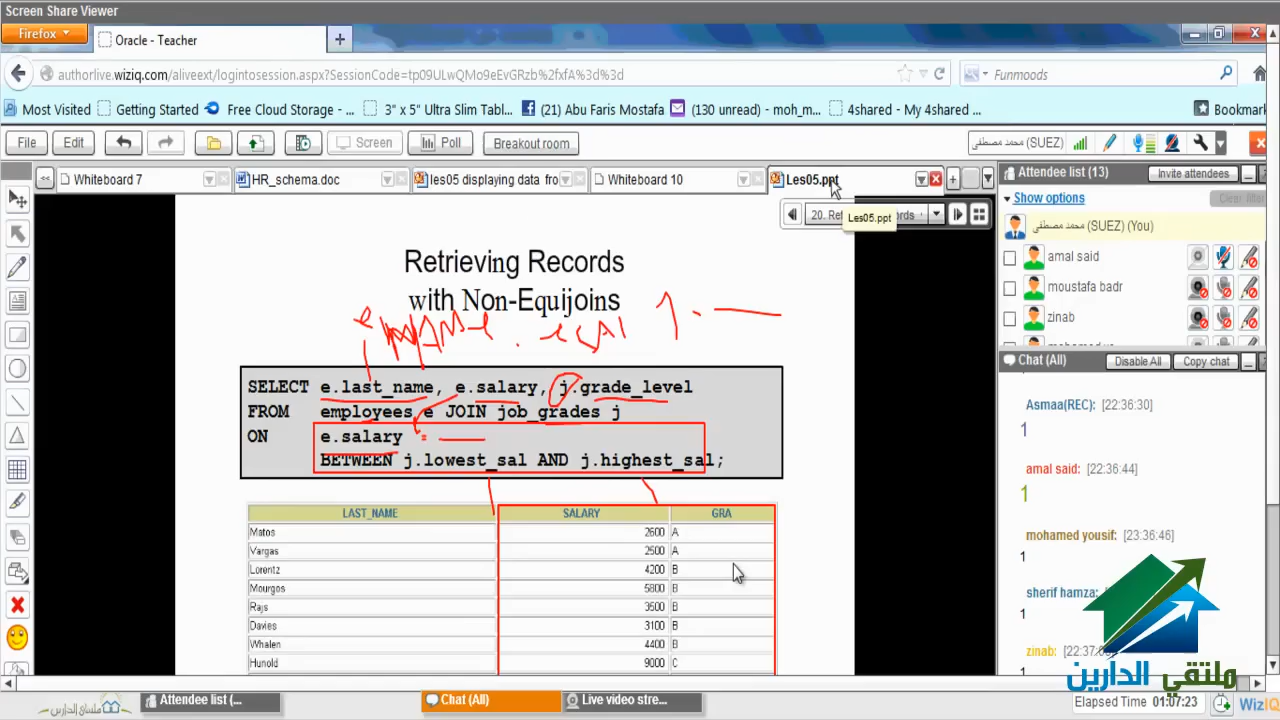 Screen Share Viewer
Firefox
Oracle - Teacher
authorlive.wiziq.com/aliveext/logintosession.aspx?SessionCode=tp09ULwQMo9eEvGRzb%2fxfA%3d%3d
Funmoods
Most Visited
Getting Started
Free Cloud Storage - ...
3" x 5" Ultra Slim Tabl...
(21) Abu Faris Mostafa
(130 unread) - moh_m...
4shared - My 4shared ...
Bookmark
File
Edit
Screen
Poll
Breakout room
محمد مصطفى (SUEZ)
Whiteboard 7
HR_schema.doc
les05 displaying data fro
Whiteboard 10
Les05.ppt
Attendee list (13)
Invite attendees
Show options
محمد مصطفى (SUEZ) (You)
amal said
moustafa badr
zinab
Les05.ppt
Chat (All)
Disable All
Copy chat
Asmaa(REC): [22:36:30]
1
amal said: [22:36:44]
1
mohamed yousif: [23:36:46]
1
sherif hamza:
1
zinab: [22:37:
1
Retrieving Records
with Non-Equijoins
SELECT e.last_name, e.salary, j.grade_level
FROM employees e JOIN job_grades j
ON e.salary =
BETWEEN j.lowest_sal AND j.highest_sal;
LAST_NAME SALARY GRA
Matos 2600 A
Vargas 2500 A
Lorentz 4200 B
Mourgos 5800 B
Rajs 3500 B
Davies 3100 B
Whalen 4400 B
Hunold 9000 C
ملتقي الدارين
Elapsed Time 01:07:23
WizIQ
ملتقى الدارين
Attendee list (...
Chat (All)
Live video stre...